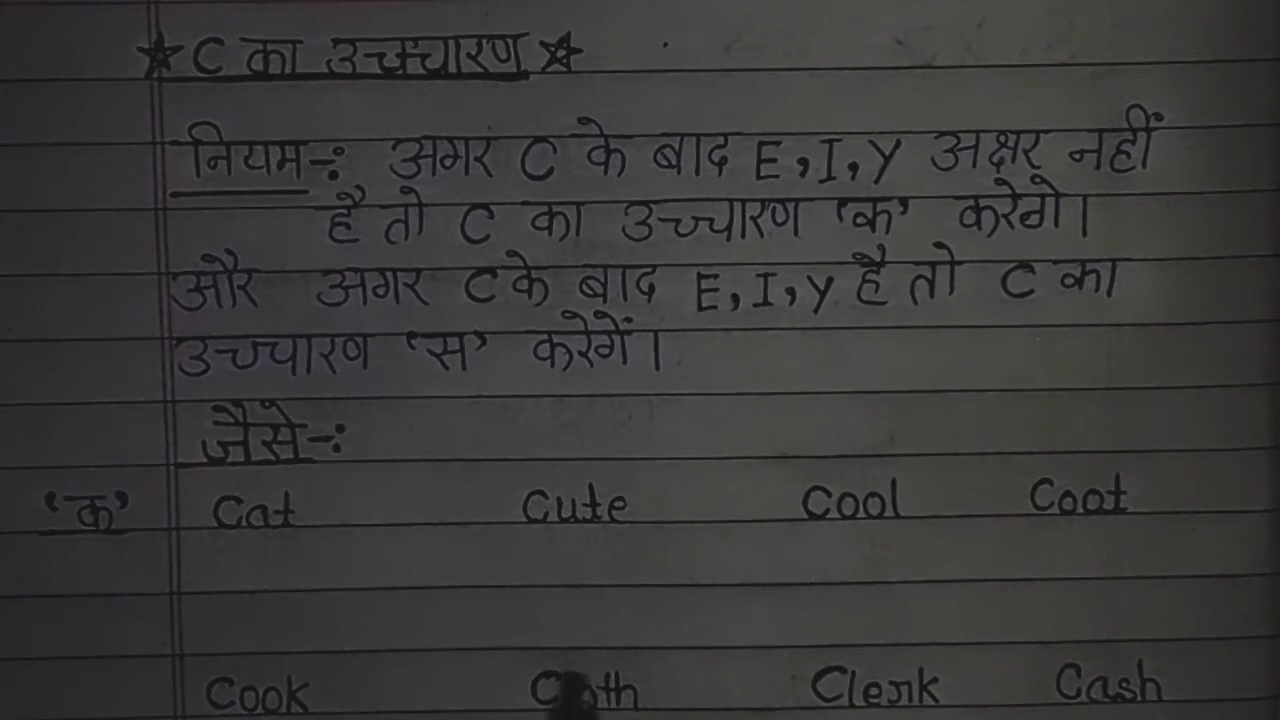 ★ C का उच्चारण ★
नियम-: अगर C के बाद E, I, Y अक्षर नहीं
है तो C का उच्चारण 'क' करेगे।
और अगर C के बाद E, I, Y है तो C का
उच्चारण 'स' करेगें।
जैसे-:
'क' Cat Cute Cool Coat
Cook Clerk Cash